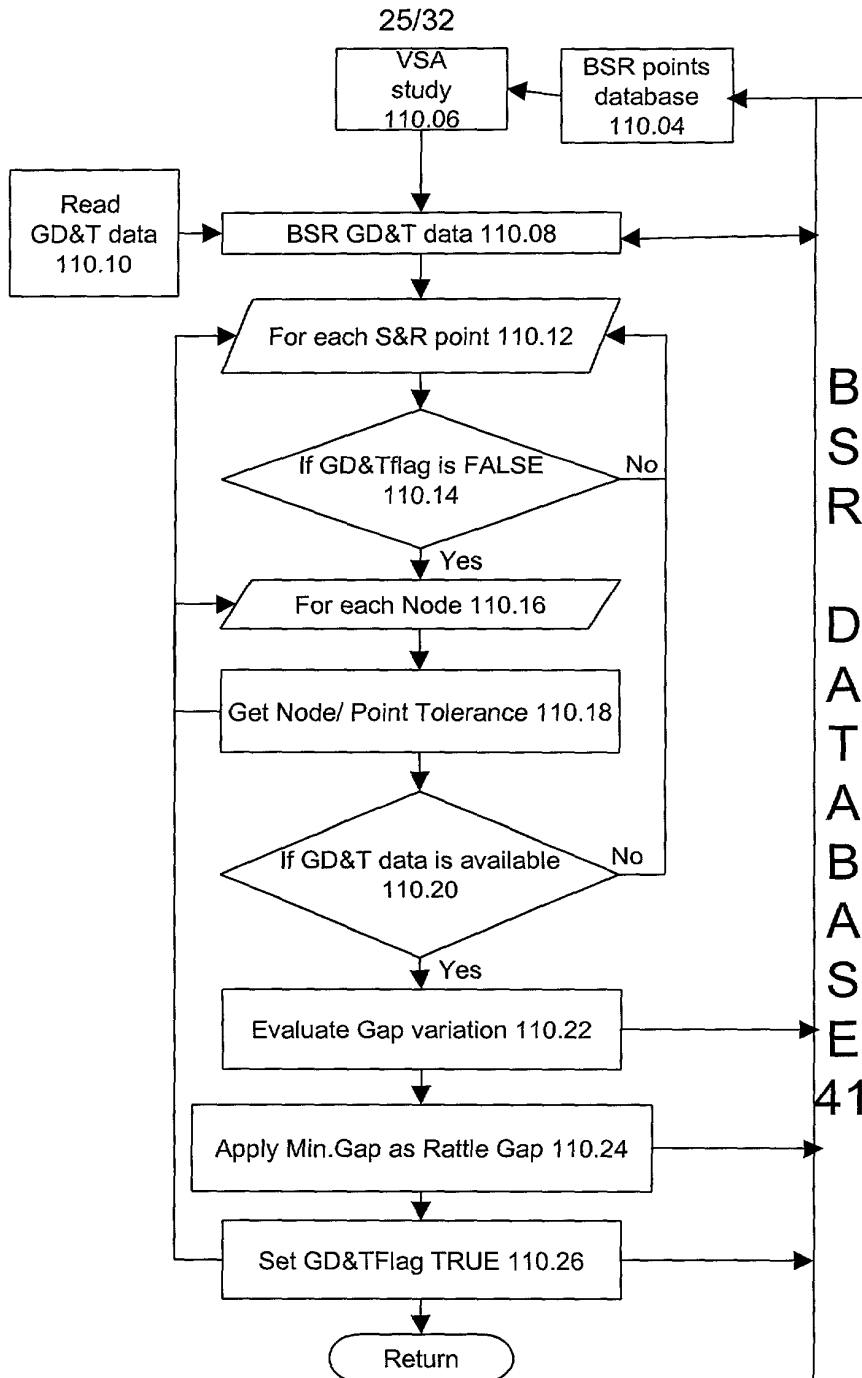 25/32
VSA
study
110.06
BSR points
database
110.04
Read
GD&T data
110.10
BSR GD&T data 110.08
For each S&R point 110.12
If GD&Tflag is FALSE
110.14
No
Yes
For each Node 110.16
Get Node/ Point Tolerance 110.18
If GD&T data is available
110.20
No
Yes
Evaluate Gap variation 110.22
Apply Min.Gap as Rattle Gap 110.24
Set GD&TFlag TRUE 110.26
Return
BSR DATABASE
41